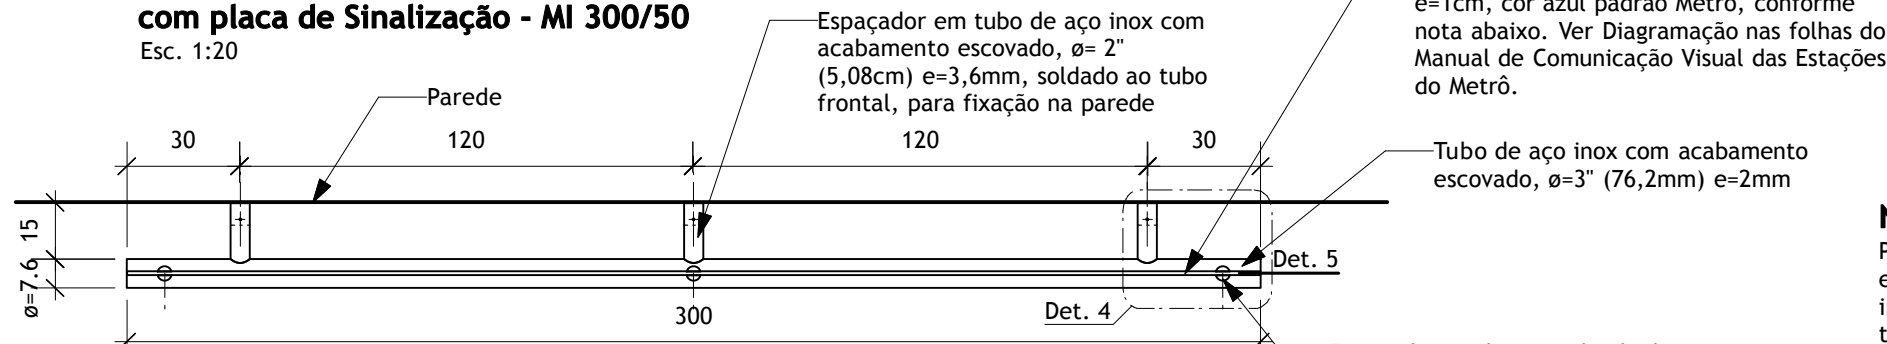 com placa de Sinalização - MI 300/50
Esc. 1:20
Espaçador em tubo de aço inox com
acabamento escovado, ø= 2"
(5,08cm) e=3,6mm, soldado ao tubo
frontal, para fixação na parede
e=1cm, cor azul padrão Metrô, conforme
nota abaixo. Ver Diagramação nas folhas do
Manual de Comunicação Visual das Estações
do Metrô.
Parede
30
120
120
30
Tubo de aço inox com acabamento
escovado, ø=3" (76,2mm) e=2mm
15
ø=7.6
Det. 5
Det. 4
300